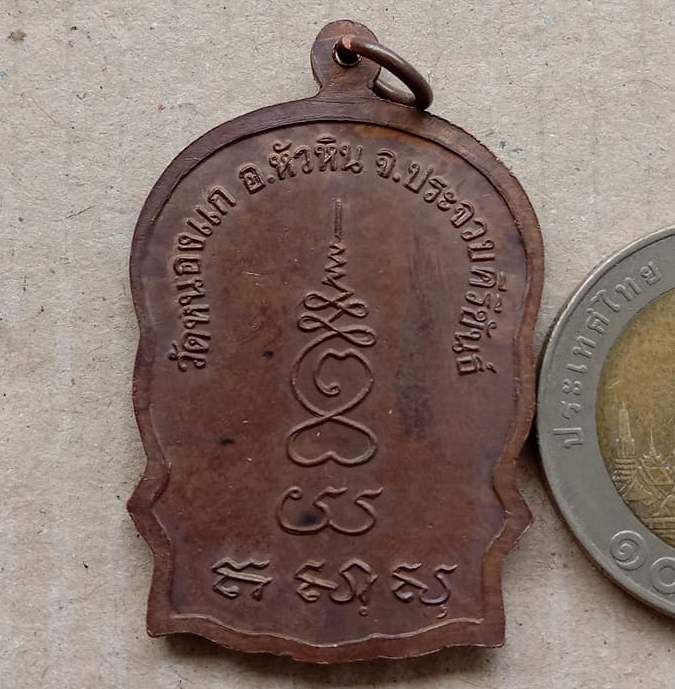 วัดหนองแก อ.หัวหิน จ.ประจวบคีรีขันธ์
ประเทศไทย
๑๐